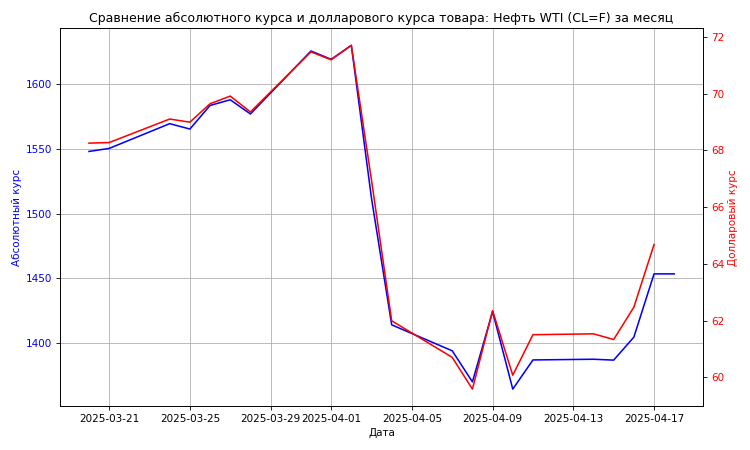 Сравнение абсолютного курса и долларового курса товара: Нефть WTI (CL=F) за месяц
Абсолютный курс
1600
1550
1500
1450
1400
72
70
68
66
64
62
60
Долларовый курс
2025-03-21 2025-03-25 2025-03-29 2025-04-01 2025-04-05 2025-04-09 2025-04-13 2025-04-17
Дата